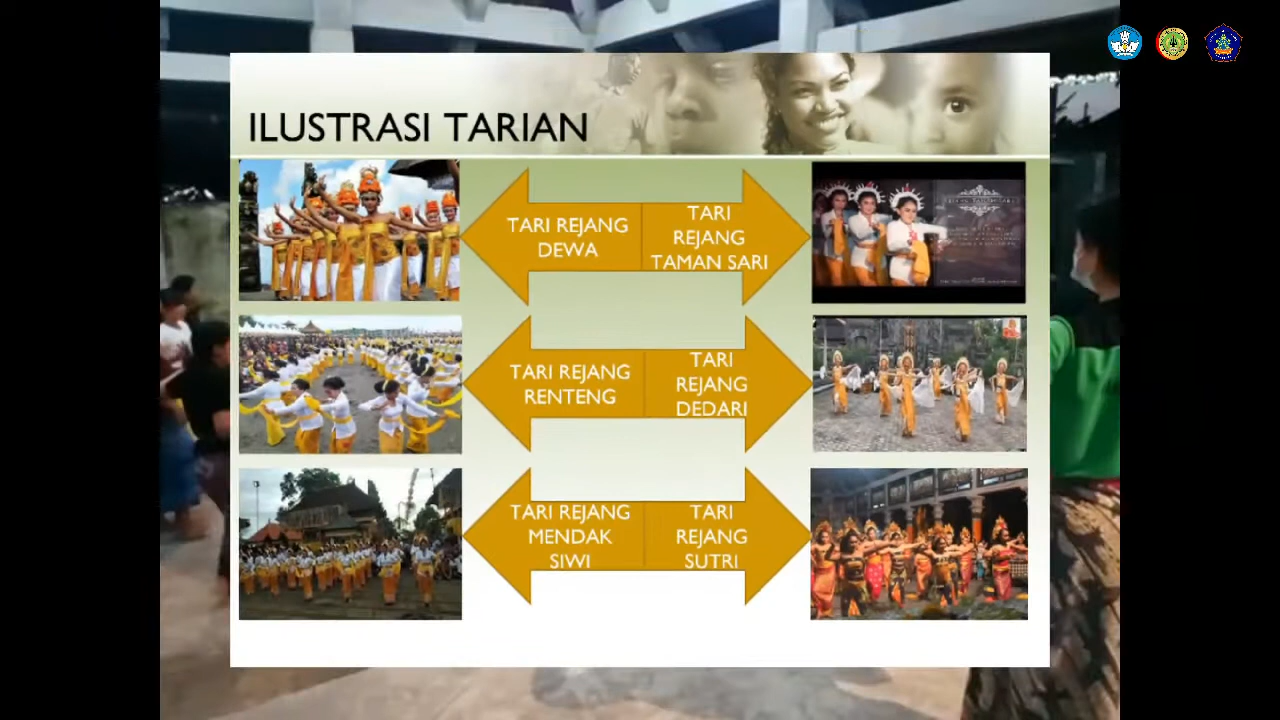 ILUSTRASI TARIAN
TARI REJANG
DEWA
TARI
REJANG
TAMAN SARI
TARI REJANG
RENTENG
TARI
REJANG
DEDARI
TARI REJANG
MENDAK
SIWI
TARI
REJANG
SUTRI